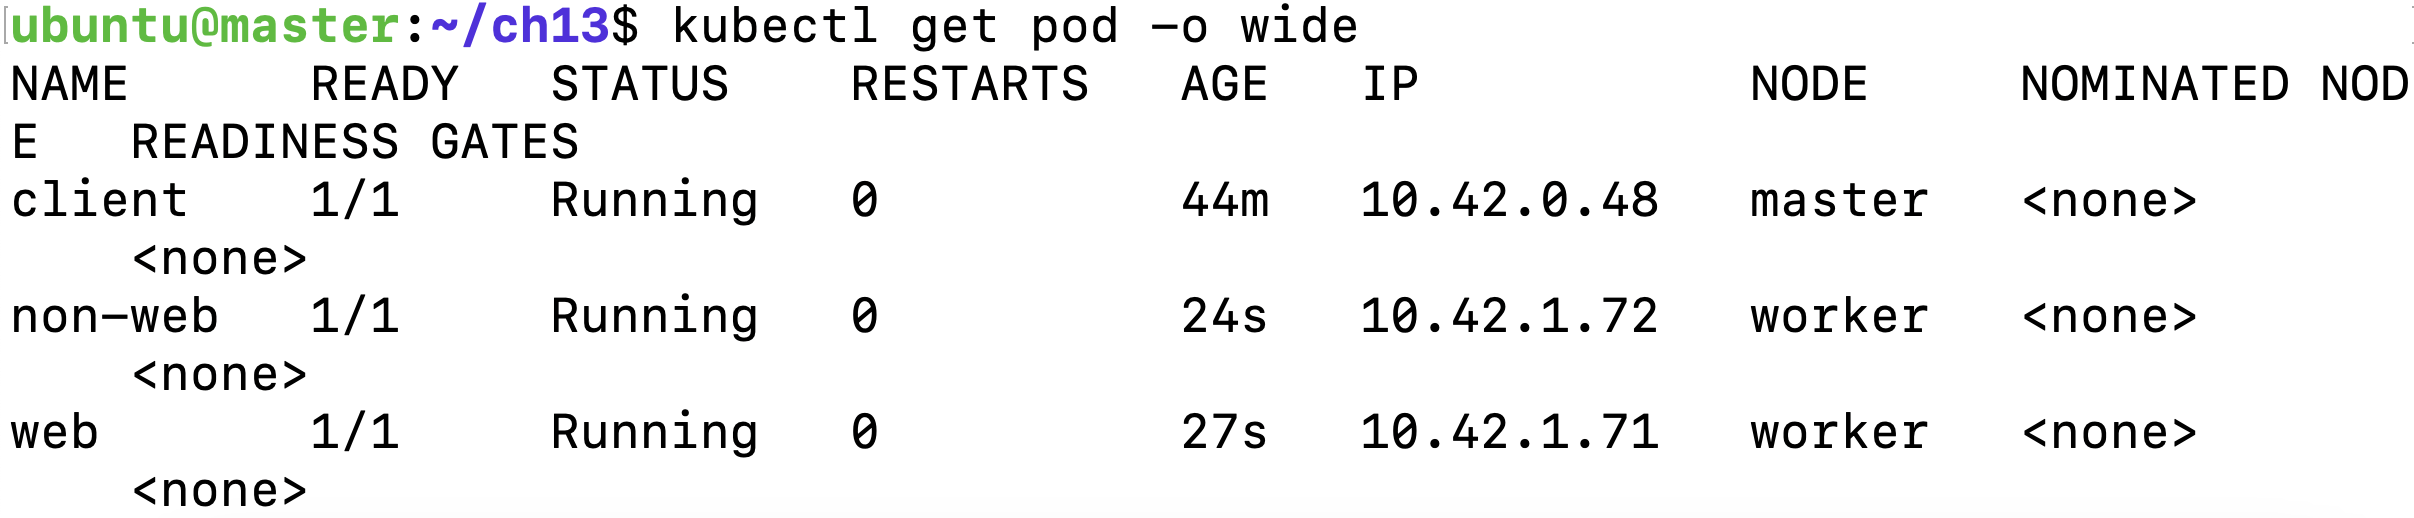 ubuntu@master:~/ch13$ kubectl get pod -o wide
NAME      READY   STATUS    RESTARTS   AGE   IP           NODE     NOMINATED NOD
E   READINESS GATES
client    1/1     Running   0          44m   10.42.0.48   master   <none>
    <none>
non-web   1/1     Running   0          24s   10.42.1.72   worker   <none>
    <none>
web       1/1     Running   0          27s   10.42.1.71   worker   <none>
    <none>